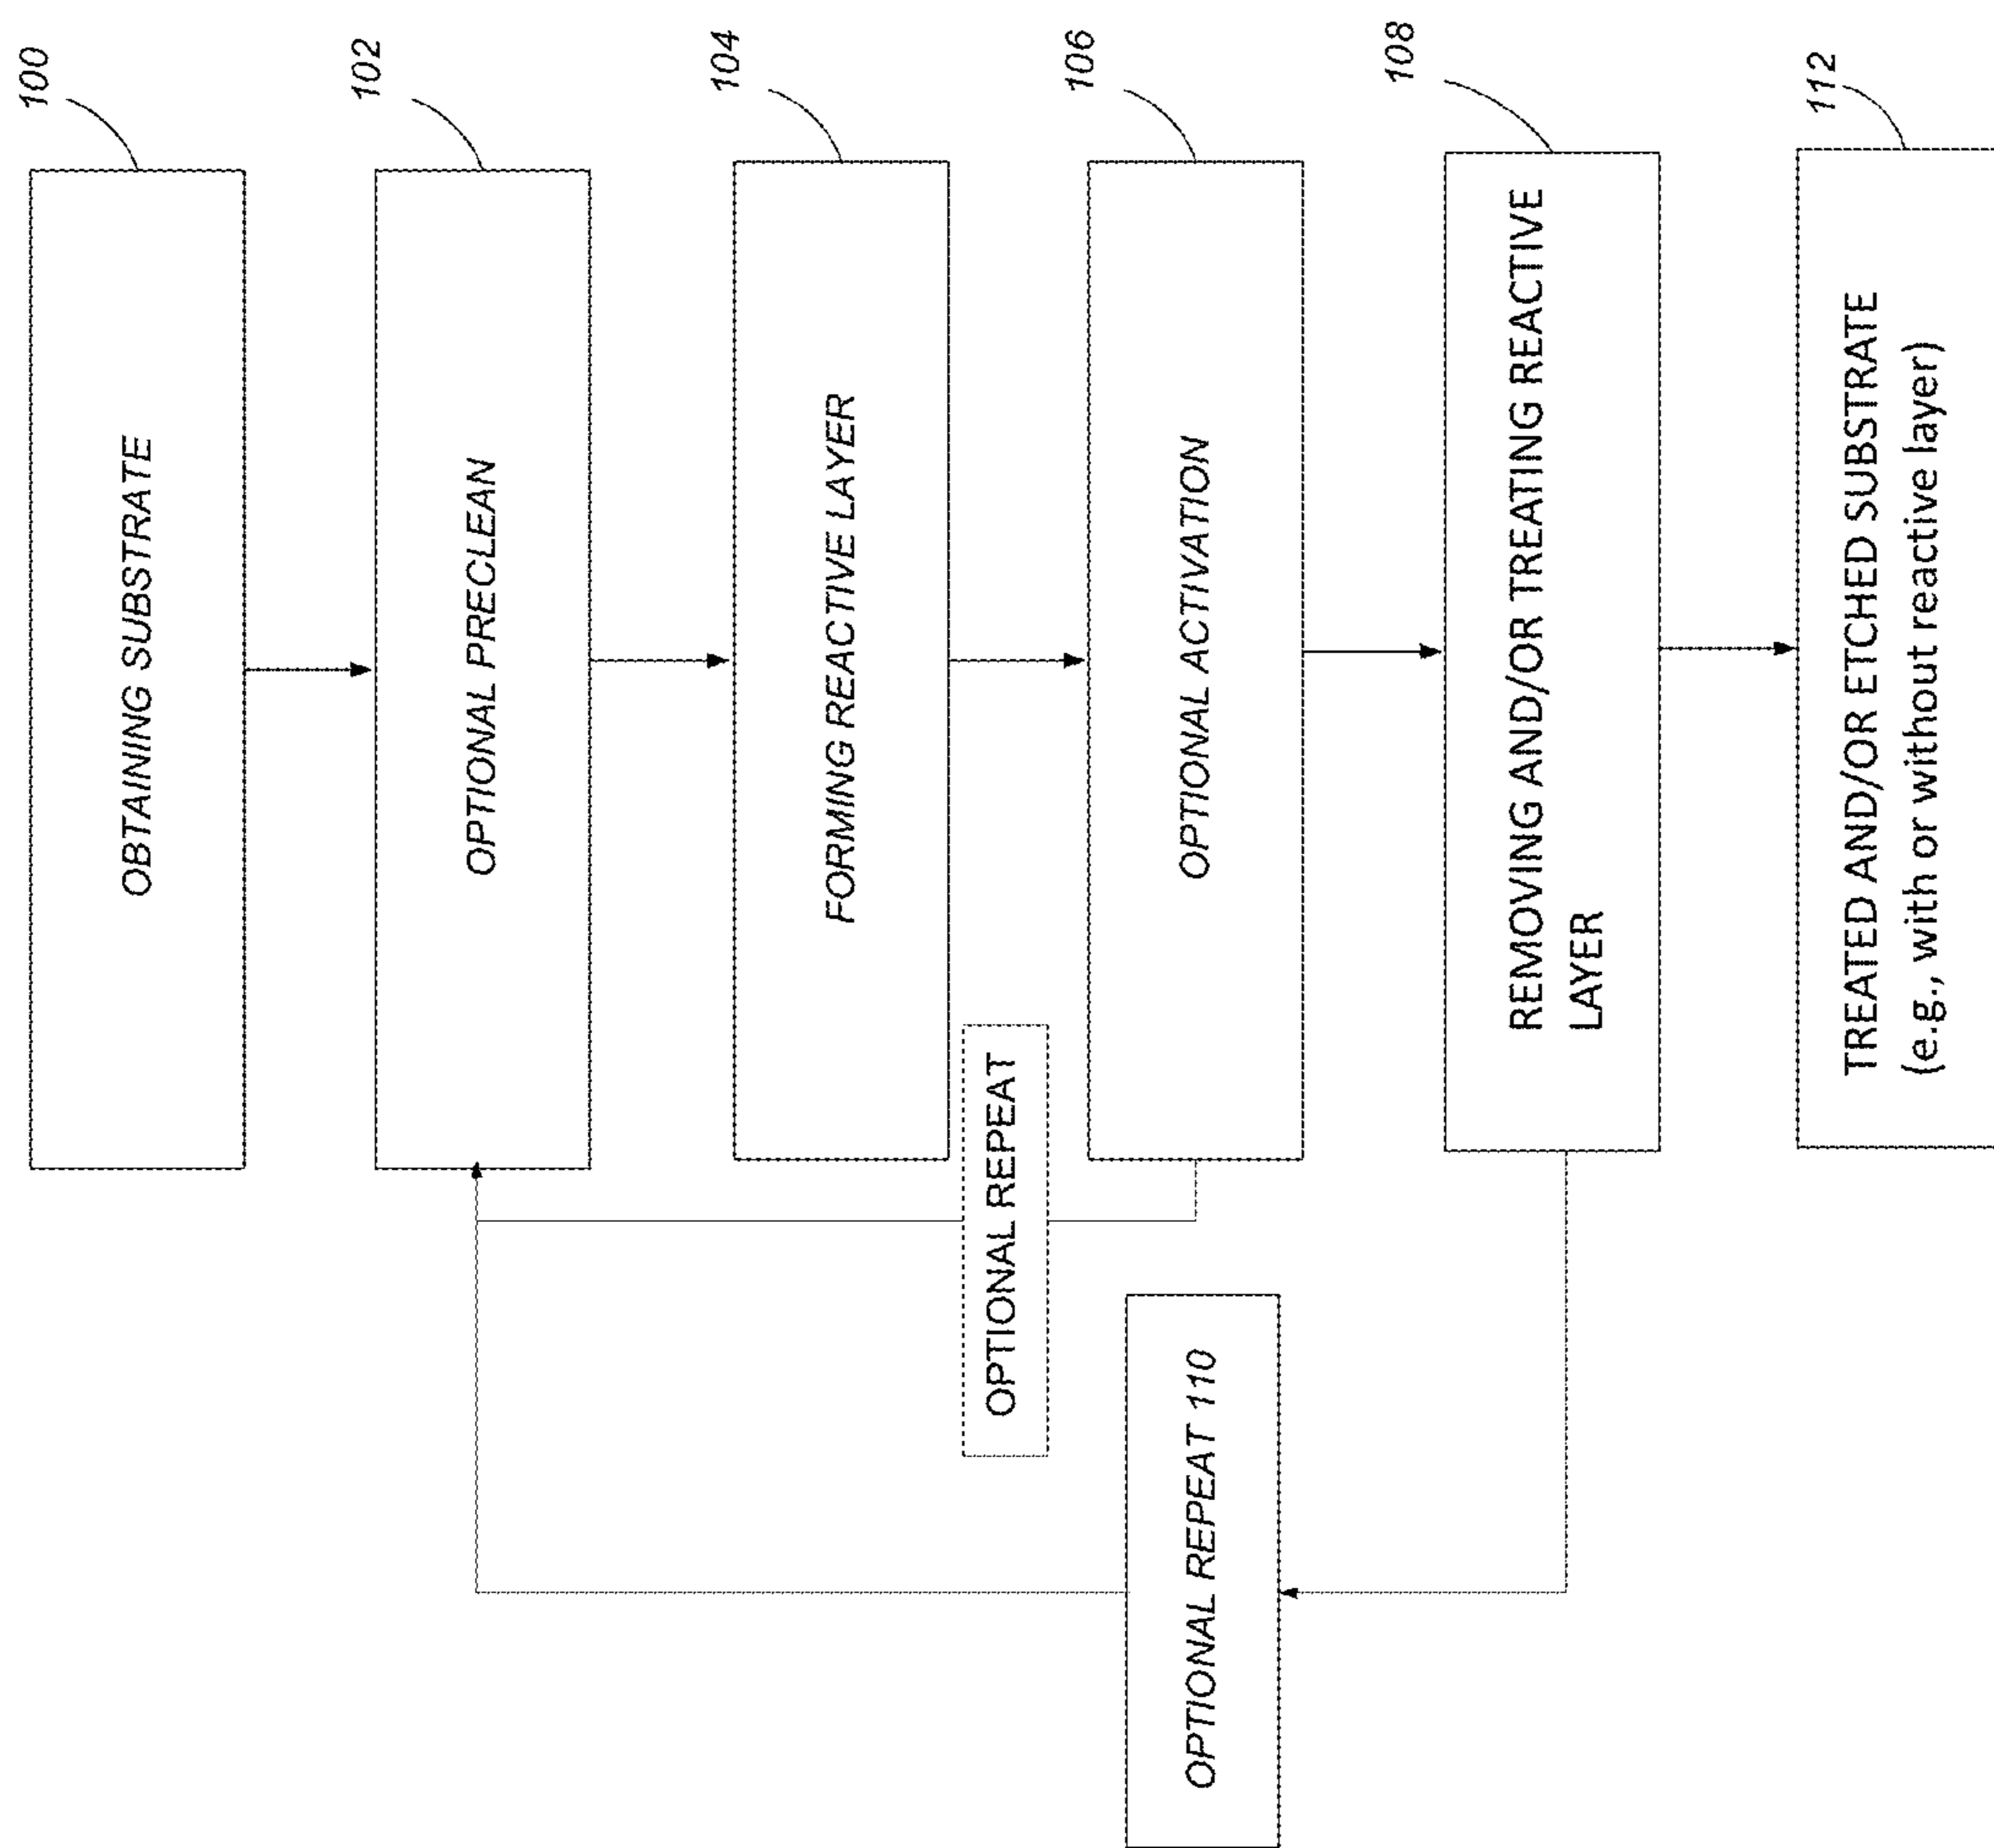 100
OBTAINING SUBSTRATE
102
OPTIONAL PRECLEAN
104
FORMING REACTIVE LAYER
OPTIONAL REPEAT
106
OPTIONAL ACTIVATION
OPTIONAL REPEAT 110
108
REMOVING AND/OR TREATING REACTIVE
LAYER
112
TREATED AND/OR ETCHED SUBSTRATE
(e.g., with or without reactive layer)